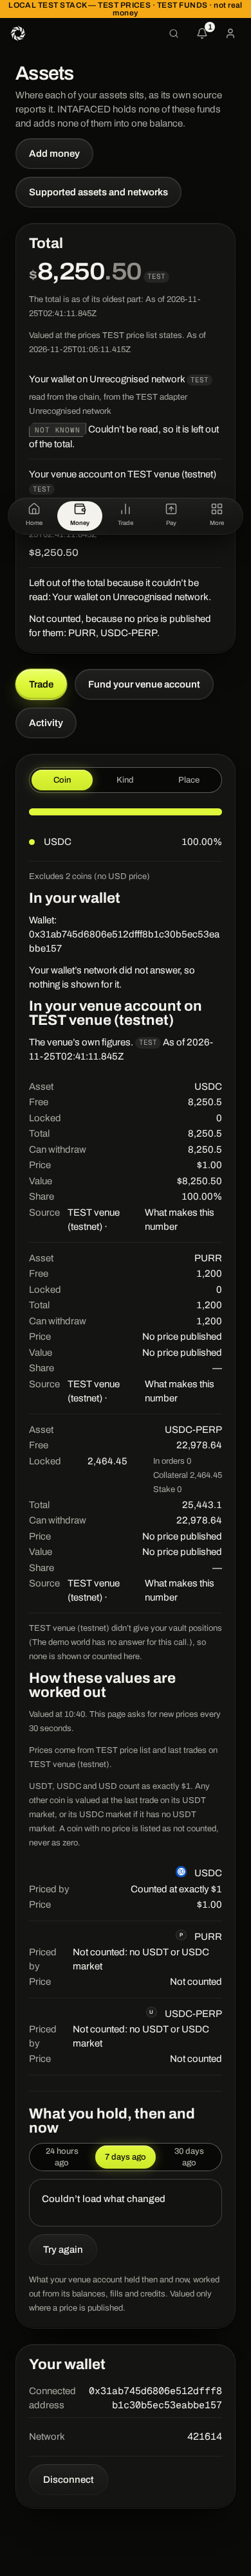 LOCAL TEST STACK — TEST PRICES · TEST FUNDS · not real
money
1
Assets
Where each of your assets sits, as its own source
reports it. INTAFACED holds none of these funds
and adds none of them into one balance.
Add money
Supported assets and networks
Total
$8,250.50 TEST
The total is as of its oldest part: As of 2026-11-
25T02:41:11.845Z
Valued at the prices TEST price list states. As of
2026-11-25T01:05:11.415Z
Your wallet on Unrecognised network TEST
read from the chain, from the TEST adapter
Unrecognised network
NOT KNOWN Couldn't be read, so it is left out
of the total.
Your venue account on TEST venue (testnet)
TEST
Home
Money
Trade
Pay
More
25T02:41:11.845Z
$8,250.50
Left out of the total because it couldn't be
read: Your wallet on Unrecognised network.
Not counted, because no price is published
for them: PURR, USDC-PERP.
Trade
Fund your venue account
Activity
Coin
Kind
Place
USDC 100.00%
Excludes 2 coins (no USD price)
In your wallet
Wallet:
0x31ab745d6806e512dfff8b1c30b5ec53ea
bbe157
Your wallet's network did not answer, so
nothing is shown for it.
In your venue account on
TEST venue (testnet)
The venue's own figures. TEST As of 2026-
11-25T02:41:11.845Z
Asset USDC
Free 8,250.5
Locked 0
Total 8,250.5
Can withdraw 8,250.5
Price $1.00
Value $8,250.50
Share 100.00%
Source TEST venue What makes this
(testnet) · number
Asset PURR
Free 1,200
Locked 0
Total 1,200
Can withdraw 1,200
Price No price published
Value No price published
Share —
Source TEST venue What makes this
(testnet) · number
Asset USDC-PERP
Free 22,978.64
Locked 2,464.45 In orders 0
Collateral 2,464.45
Stake 0
Total 25,443.1
Can withdraw 22,978.64
Price No price published
Value No price published
Share —
Source TEST venue What makes this
(testnet) · number
TEST venue (testnet) didn't give your vault positions
(The demo world has no answer for this call.), so
none is shown or counted here.
How these values are
worked out
Valued at 10:40. This page asks for new prices every
30 seconds.
Prices come from TEST price list and last trades on
TEST venue (testnet).
USDT, USDC and USD count as exactly $1. Any
other coin is valued at the last trade on its USDT
market, or its USDC market if it has no USDT
market. A coin with no price is listed as not counted,
never as zero.
USDC
Priced by Counted at exactly $1
Price $1.00
P PURR
Priced Not counted: no USDT or USDC
by market
Price Not counted
U USDC-PERP
Priced Not counted: no USDT or USDC
by market
Price Not counted
What you hold, then and
now
24 hours
ago
7 days ago
30 days
ago
Couldn't load what changed
Try again
What your venue account held then and now, worked
out from its balances, fills and credits. Valued only
where a price is published.
Your wallet
Connected 0x31ab745d6806e512dfff8
address b1c30b5ec53eabbe157
Network 421614
Disconnect